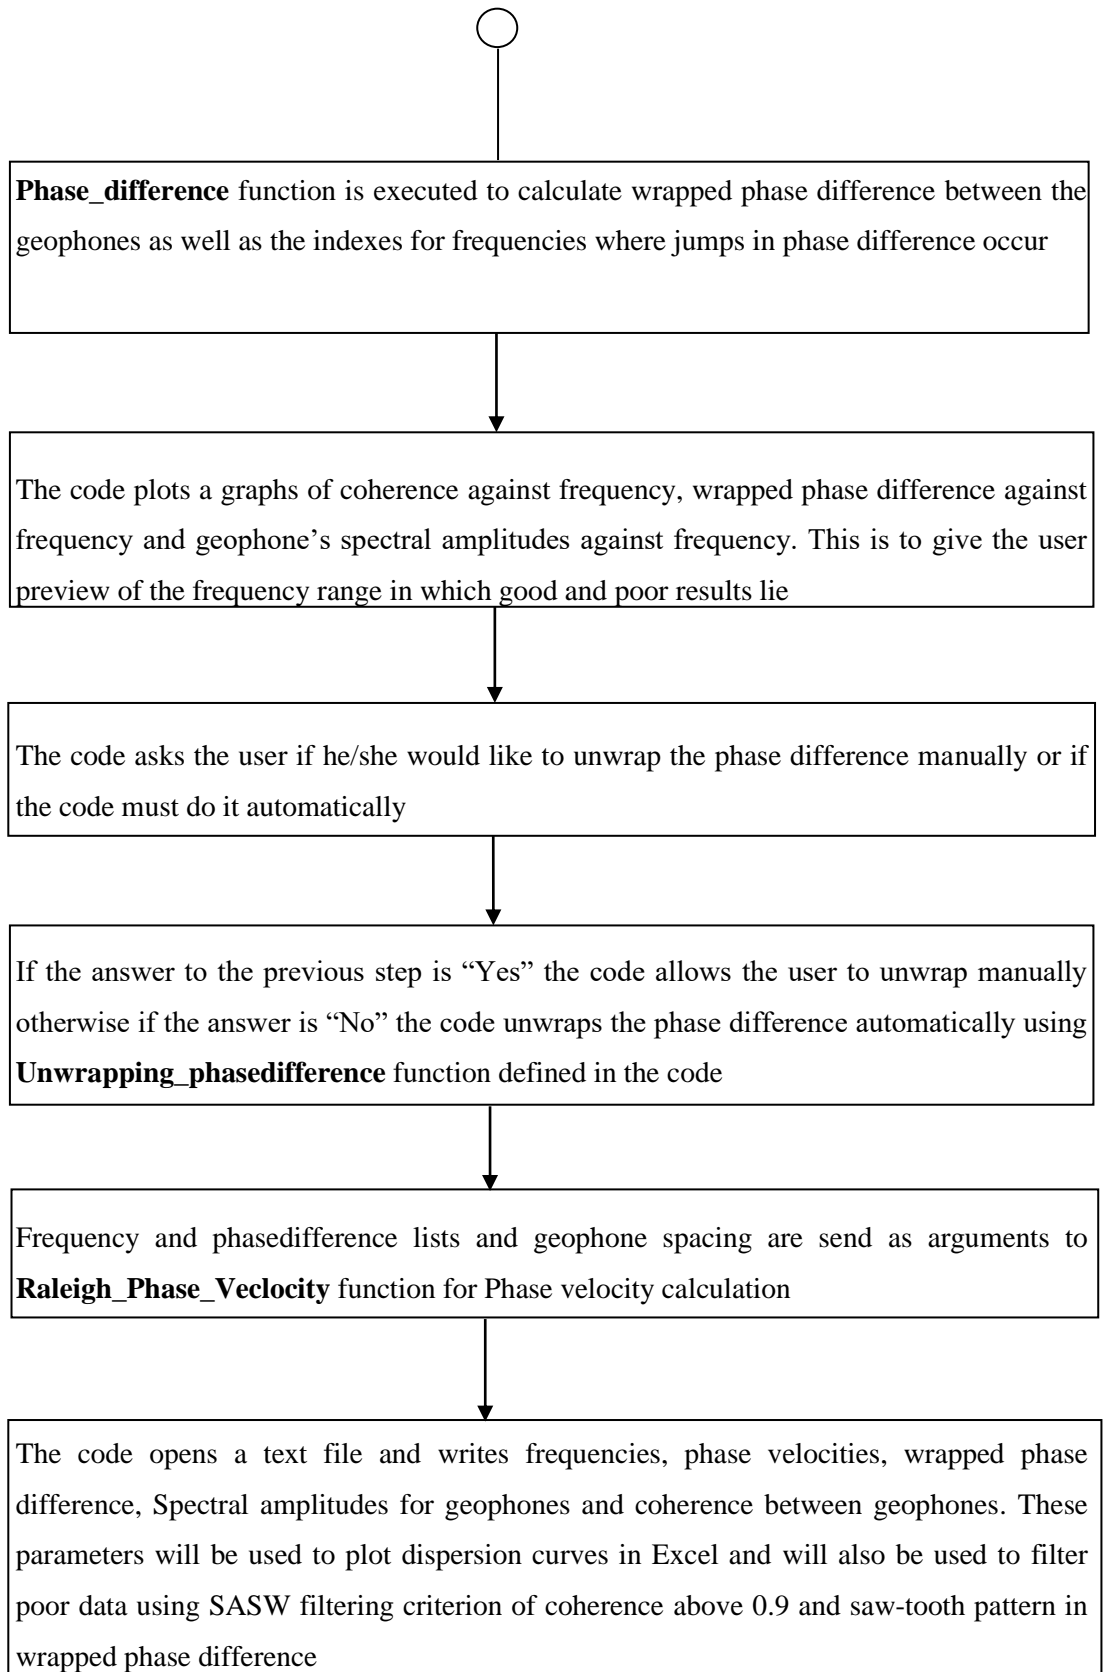 Phase_difference function is executed to calculate wrapped phase difference between the
geophones as well as the indexes for frequencies where jumps in phase difference occur
The code plots a graphs of coherence against frequency, wrapped phase difference against
frequency and geophone’s spectral amplitudes against frequency. This is to give the user
preview of the frequency range in which good and poor results lie
The code asks the user if he/she would like to unwrap the phase difference manually or if
the code must do it automatically
If the answer to the previous step is “Yes” the code allows the user to unwrap manually
otherwise if the answer is “No” the code unwraps the phase difference automatically using
Unwrapping_phasedifference function defined in the code
Frequency and phasedifference lists and geophone spacing are send as arguments to
Raleigh_Phase_Veclocity function for Phase velocity calculation
The code opens a text file and writes frequencies, phase velocities, wrapped phase
difference, Spectral amplitudes for geophones and coherence between geophones. These
parameters will be used to plot dispersion curves in Excel and will also be used to filter
poor data using SASW filtering criterion of coherence above 0.9 and saw-tooth pattern in
wrapped phase difference